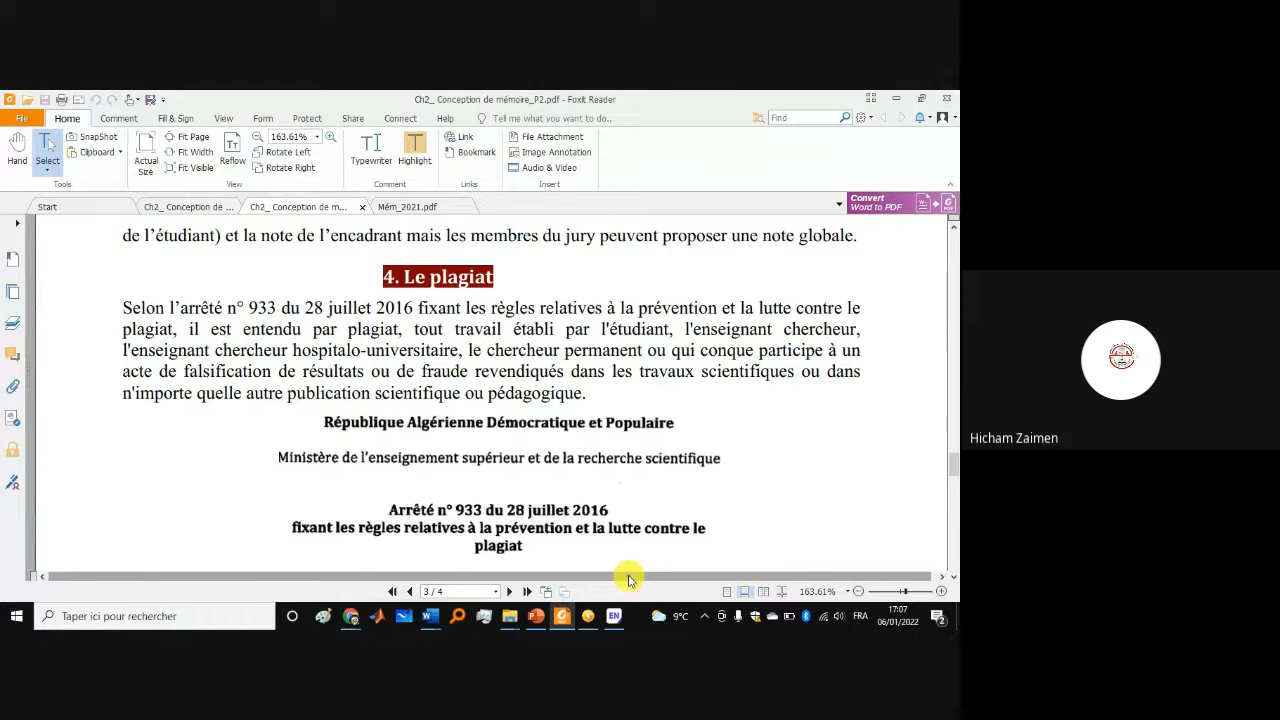 Ch2_ Conception de mémoire_P2.pdf - Foxit Reader
File Home Comment Fill & Sign View Form Protect Share Connect Help Tell me what you want to do.. Find
Hand
Select
SnapShot
Clipboard
Tools
Actual
Size
Fit Page
Fit Width
Fit Visible
Reflow
163.61%
Rotate Left
Rotate Right
View
Typewriter
Highlight
Comment
Link
Bookmark
Links
File Attachment
Image Annotation
Audio & Video
Insert
Start Ch2_ Conception de ... Ch2_ Conception de m... Mém_2021.pdf
Convert
Word to PDF
de l'étudiant) et la note de l'encadrant mais les membres du jury peuvent proposer une note globale.
4. Le plagiat
Selon l'arrêté n° 933 du 28 juillet 2016 fixant les règles relatives à la prévention et la lutte contre le
plagiat, il est entendu par plagiat, tout travail établi par l'étudiant, l'enseignant chercheur,
l'enseignant chercheur hospitalo-universitaire, le chercheur permanent ou qui conque participe à un
acte de falsification de résultats ou de fraude revendiqués dans les travaux scientifiques ou dans
n'importe quelle autre publication scientifique ou pédagogique.
République Algérienne Démocratique et Populaire
Ministère de l'enseignement supérieur et de la recherche scientifique
Arrêté n° 933 du 28 juillet 2016
fixant les règles relatives à la prévention et la lutte contre le
plagiat
3 / 4
163.61%
Taper ici pour rechercher
EN
9°C
FRA
17:07
06/01/2022
2
Hicham Zaimen